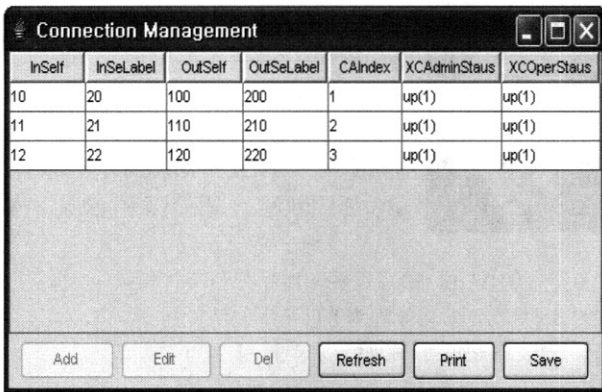 Connection Management
InSelf InSeLabel OutSelf OutSeLabel CAIndex XCAdminStaus XCOperStaus
10 20 100 200 1 up(1) up(1)
11 21 110 210 2 up(1) up(1)
12 22 120 220 3 up(1) up(1)
Add Edit Del Refresh Print Save